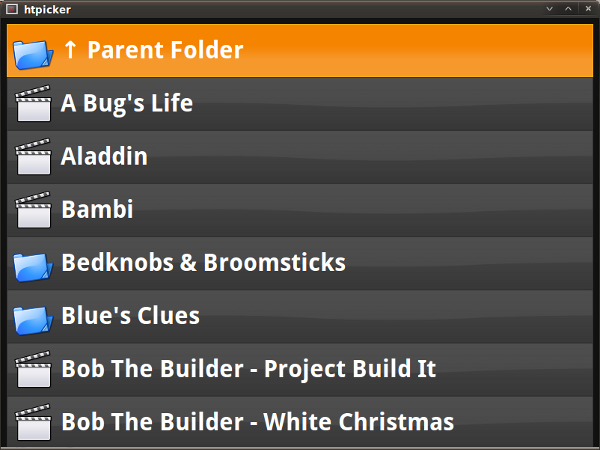 htpicker
↑ Parent Folder
A Bug's Life
Aladdin
Bambi
Bedknobs & Broomsticks
Blue's Clues
Bob The Builder - Project Build It
Bob The Builder - White Christmas